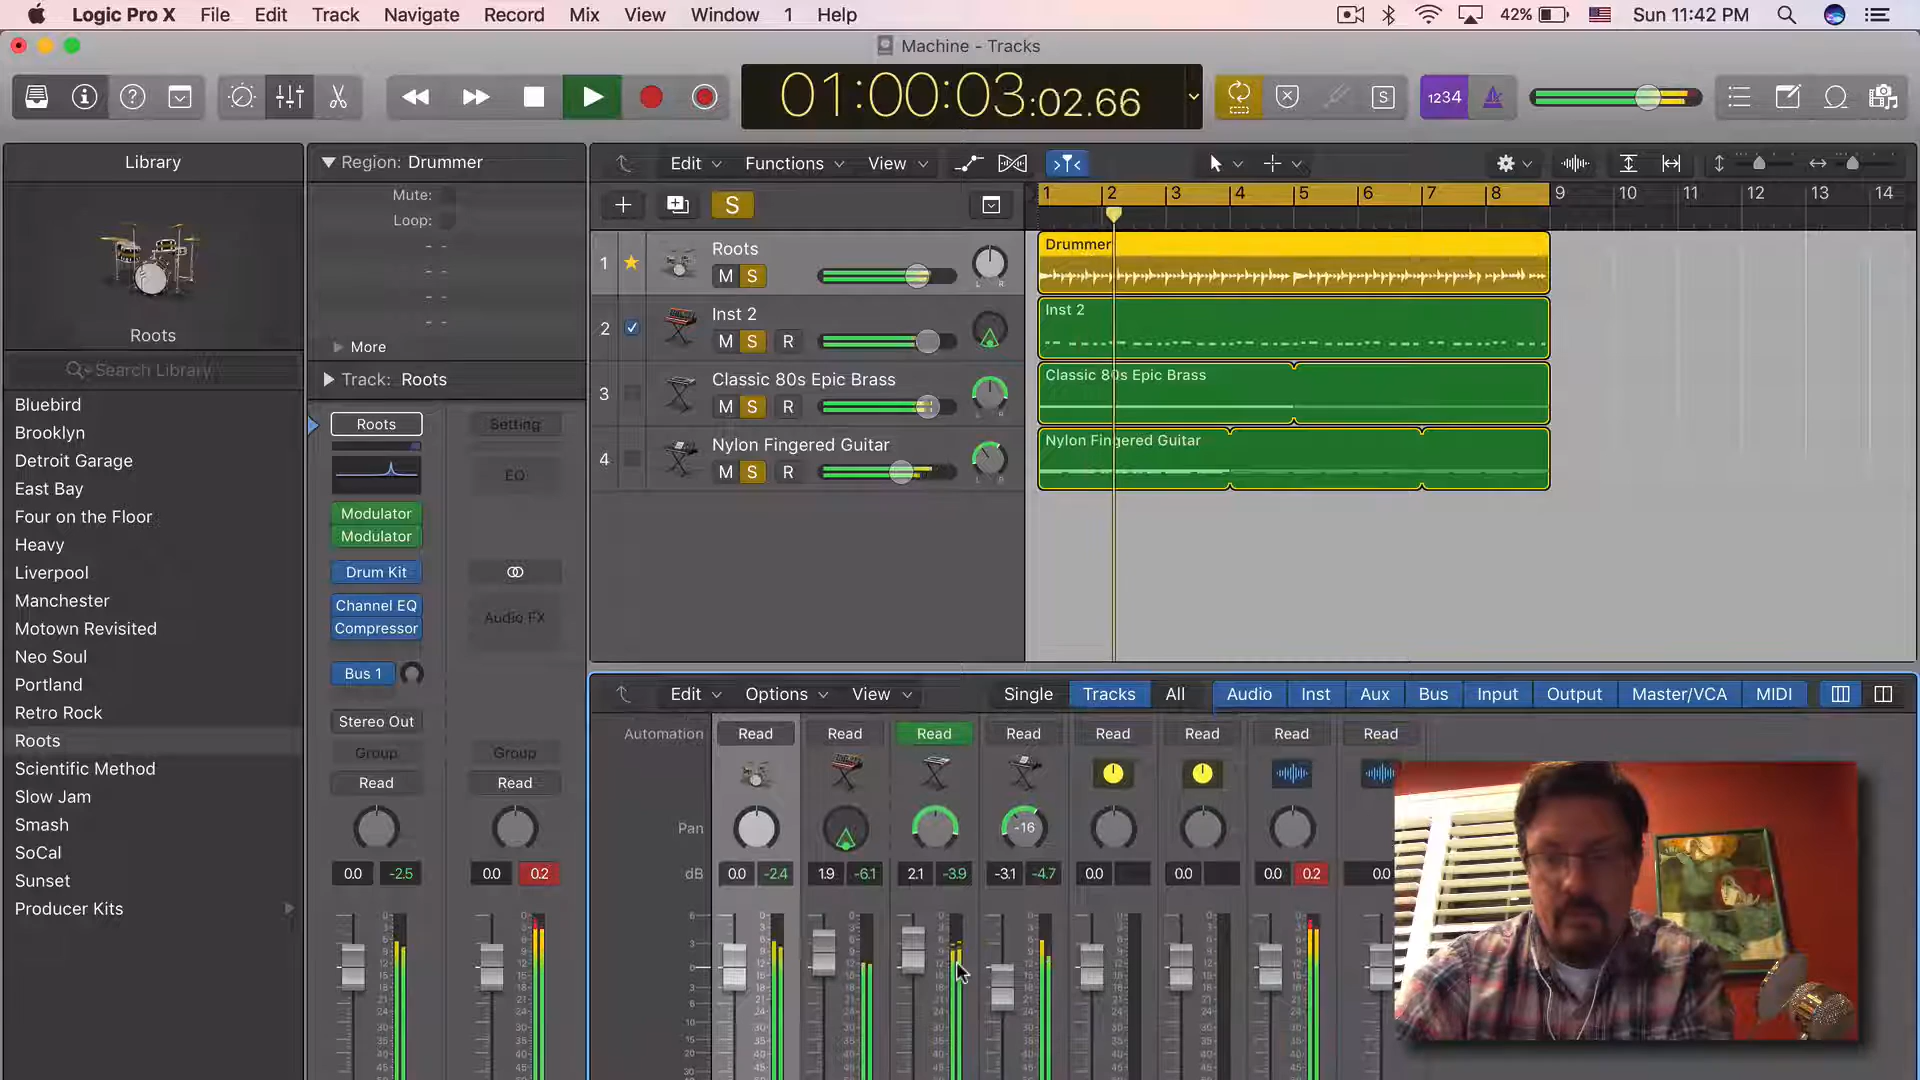 Logic Pro X File Edit Track Navigate Record Mix View Window 1 Help
42% Sun 11:42 PM
Machine - Tracks
01:00:03:02.66
1234
S
Library
Roots
Search Library
Bluebird
Brooklyn
Detroit Garage
East Bay
Four on the Floor
Heavy
Liverpool
Manchester
Motown Revisited
Neo Soul
Portland
Retro Rock
Roots
Scientific Method
Slow Jam
Smash
SoCal
Sunset
Producer Kits
Region: Drummer
Mute:
Loop:
- -
- -
- -
- -
More
Track: Roots
Roots Setting
EQ
Modulator
Modulator
Drum Kit
Channel EQ
Compressor
Audio FX
Bus 1
Stereo Out
Group Group
Read Read
0.0 -2.5 0.0 0.2
Edit Functions View
S
1 2 3 4 5 6 7 8 9 10 11 12 13 14
1 Roots
M S
L R
2 Inst 2
M S R
3 Classic 80s Epic Brass
M S R
L R
4 Nylon Fingered Guitar
M S R
L R
Drummer
Inst 2
Classic 80s Epic Brass
Nylon Fingered Guitar
Edit Options View Single Tracks All Audio Inst Aux Bus Input Output Master/VCA MIDI
Automation Read Read Read Read Read Read Read Read
Pan -16
dB 0.0 -2.4 1.9 -6.1 2.1 -3.9 -3.1 -4.7 0.0 0.0 0.0 0.2 0.0